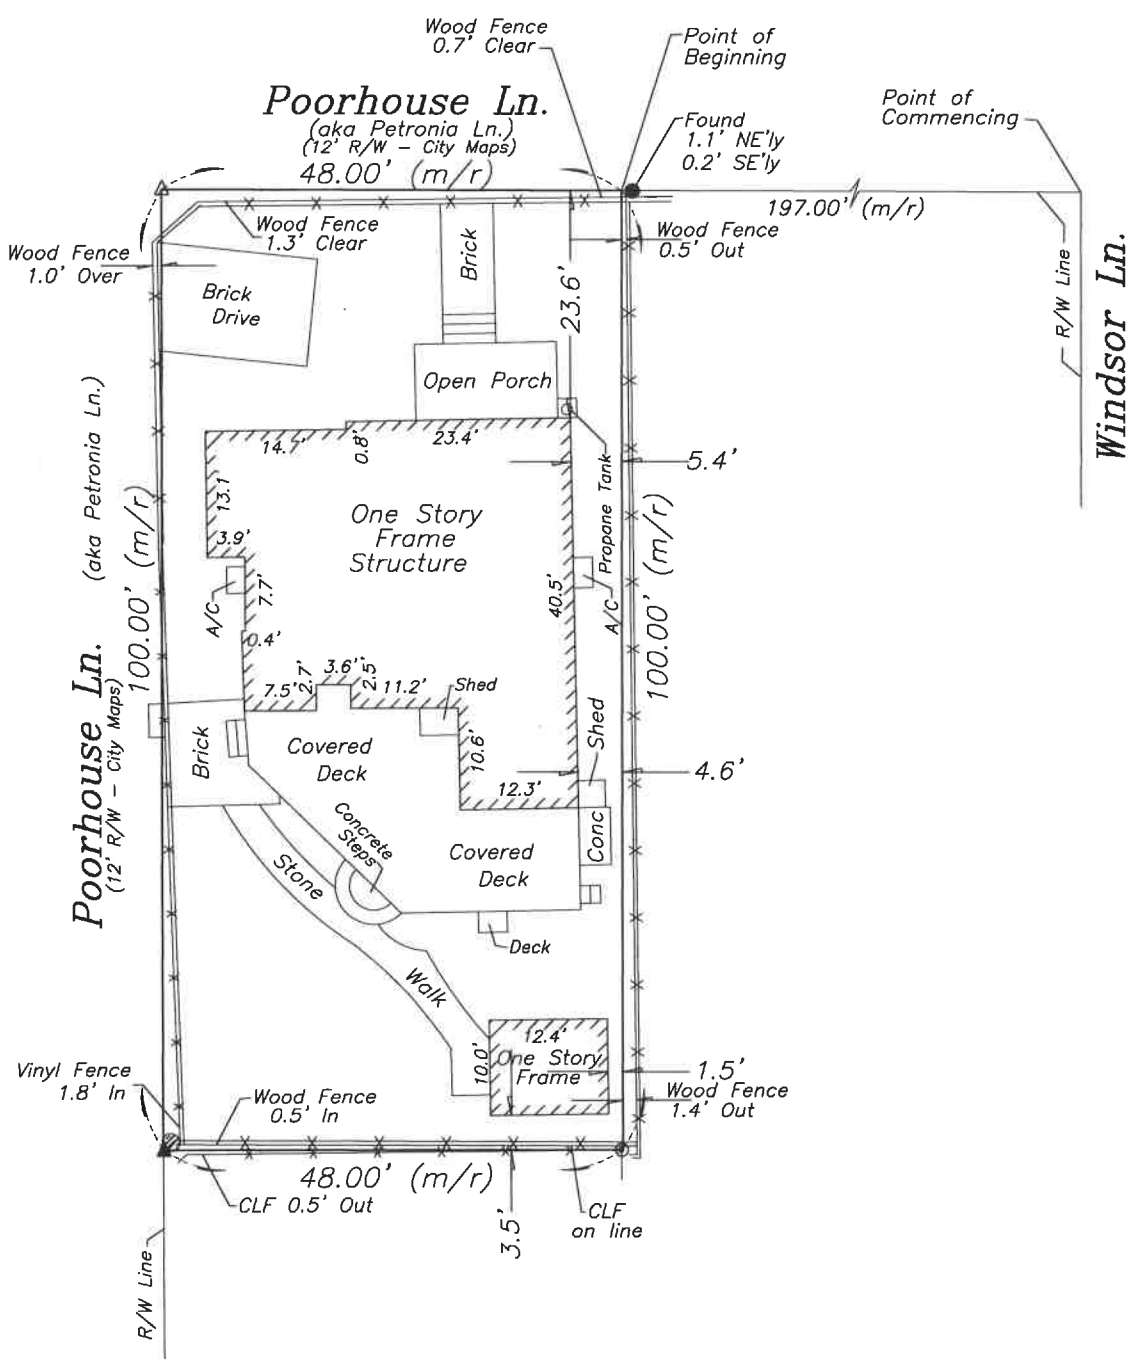 Wood Fence
0.7' Clear
Point of
Beginning
Poorhouse Ln.
(aka Petronia Ln.)
(12' R/W – City Maps)
48.00' (m/r)
Found
1.1' NE'ly
0.2' SE'ly
Point of
Commencing
197.00' (m/r)
Wood Fence
1.3' Clear
Wood Fence
0.5' Out
Wood Fence
1.0' Over
Brick
Drive
Brick
23.6'
R/W Line
Windsor Ln.
Open Porch
14.7'
0.8'
23.4'
5.4'
(aka Petronia Ln.)
100.00' (m/r)
13.1
3.9'
One Story
Frame
Structure
Propane Tank
100.00' (m/r)
A/C
7.7'
40.5'
A/C
0.4'
3.6'
7.5'
2.7'
2.5
11.2'
Shed
Poorhouse Ln.
(12' R/W – City Maps)
Brick
Covered
Deck
10.6'
Shed
4.6'
12.3'
Concrete
Steps
Conc
Stone
Covered
Deck
Deck
Walk
12.4'
10.0'
One Story
Frame
1.5'
Vinyl Fence
1.8' In
Wood Fence
0.5' In
Wood Fence
1.4' Out
48.00' (m/r)
CLF 0.5' Out
3.5'
CLF
on line
R/W Line